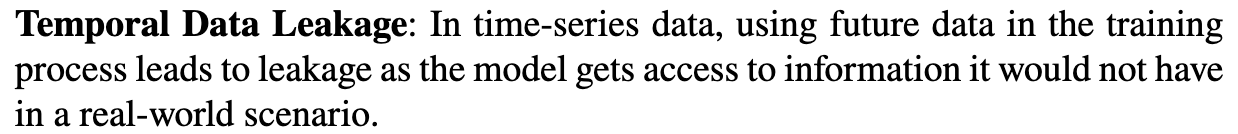 Temporal Data Leakage: In time-series data, using future data in the training
process leads to leakage as the model gets access to information it would not have
in a real-world scenario.